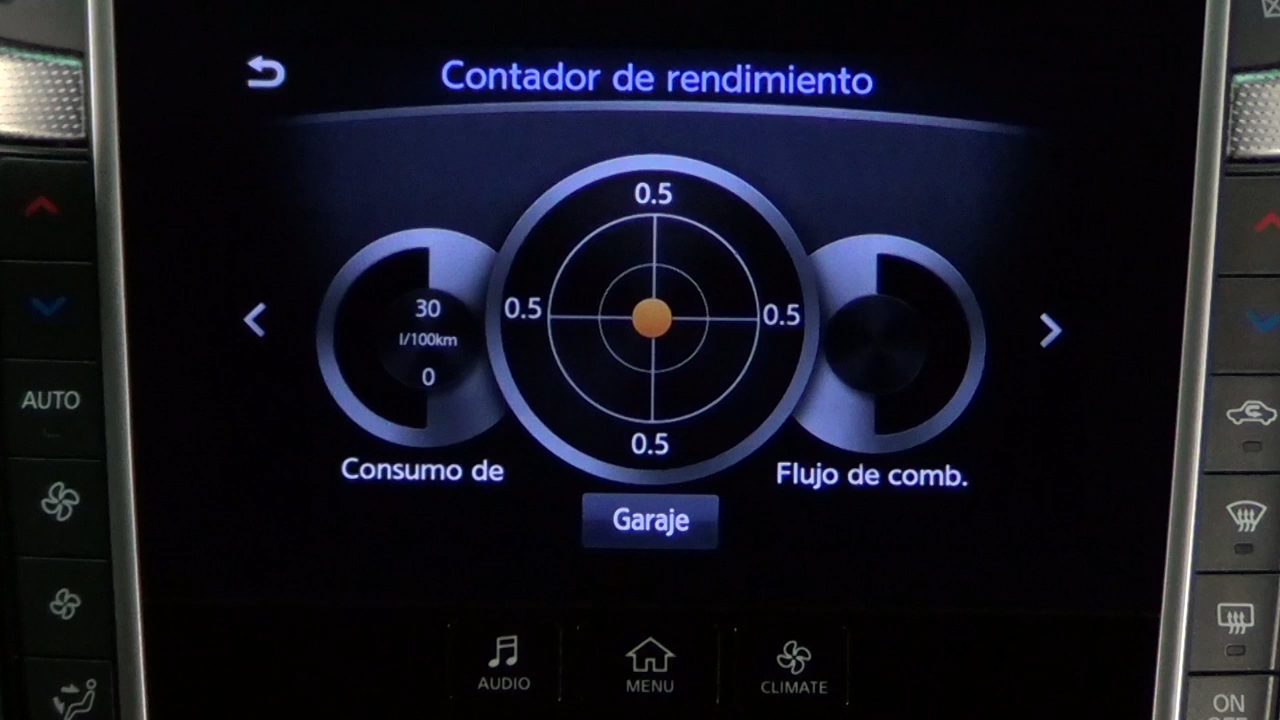 Contador de rendimiento
0.5
0.5
0.5
0.5
30
l/100km
0
Consumo de
Flujo de comb.
Garaje
AUTO
AUDIO
MENU
CLIMATE
ON